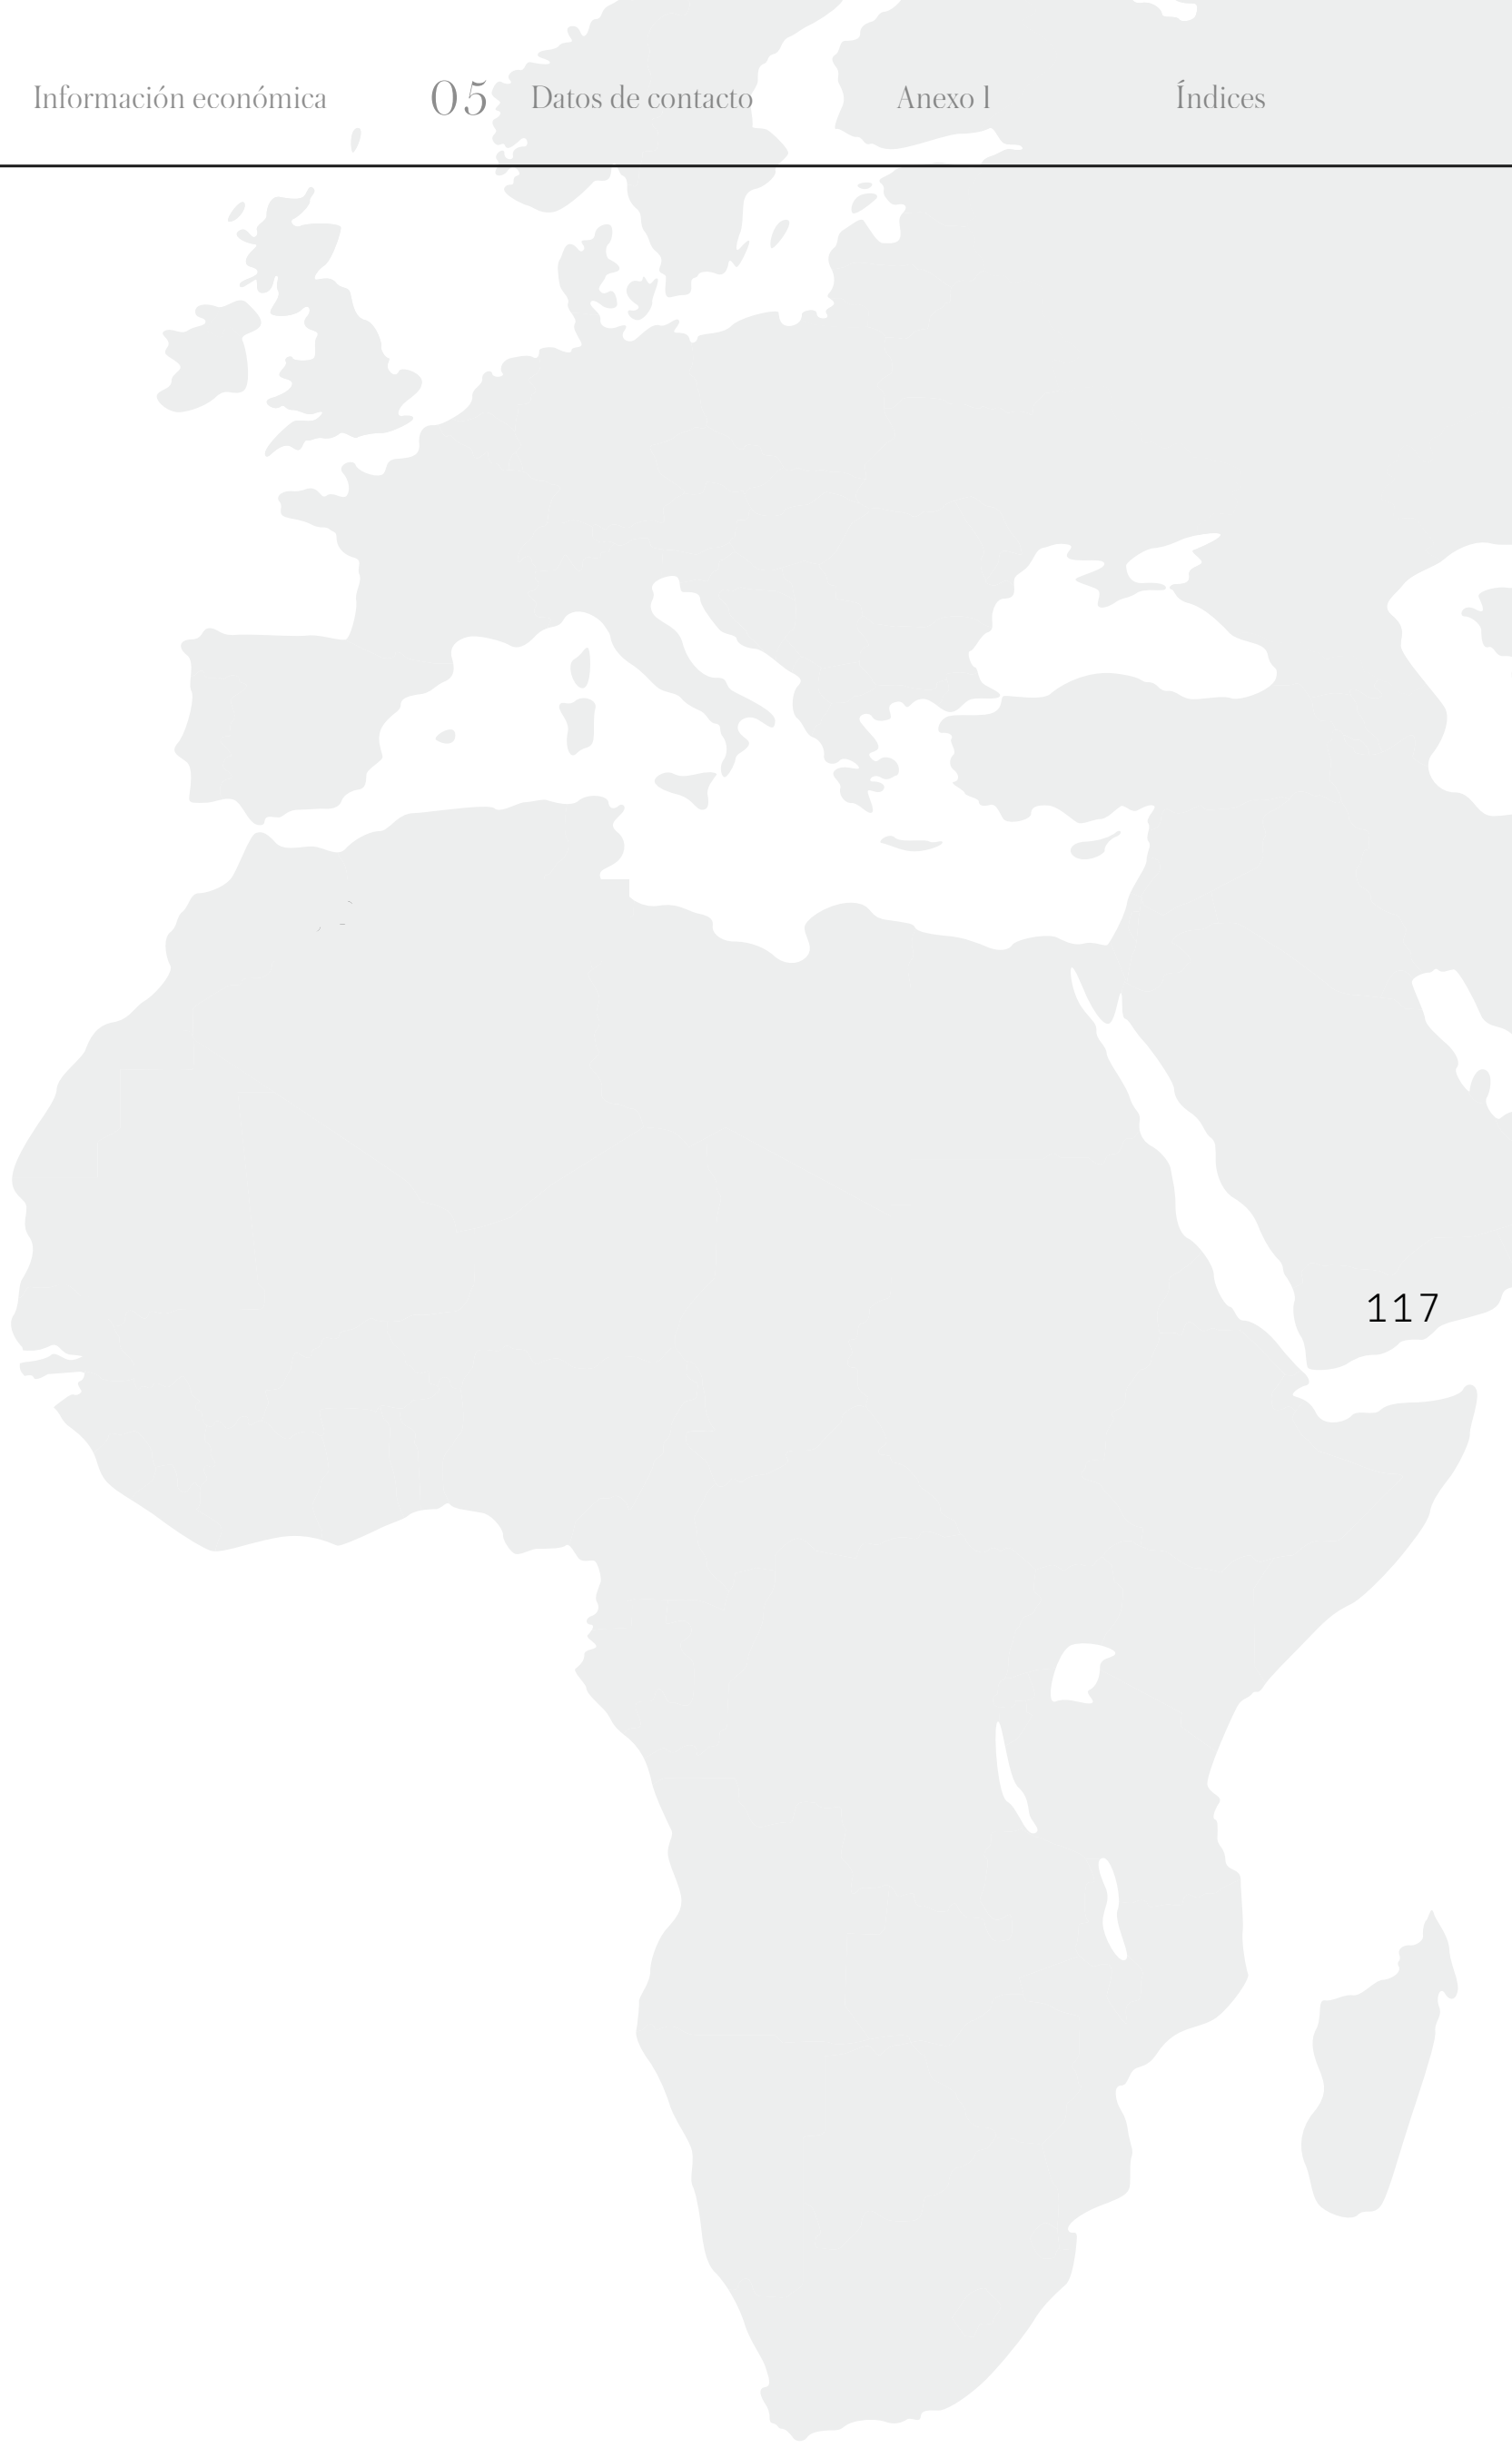 Información económica 05 Datos de contacto Anexo I Índices
117